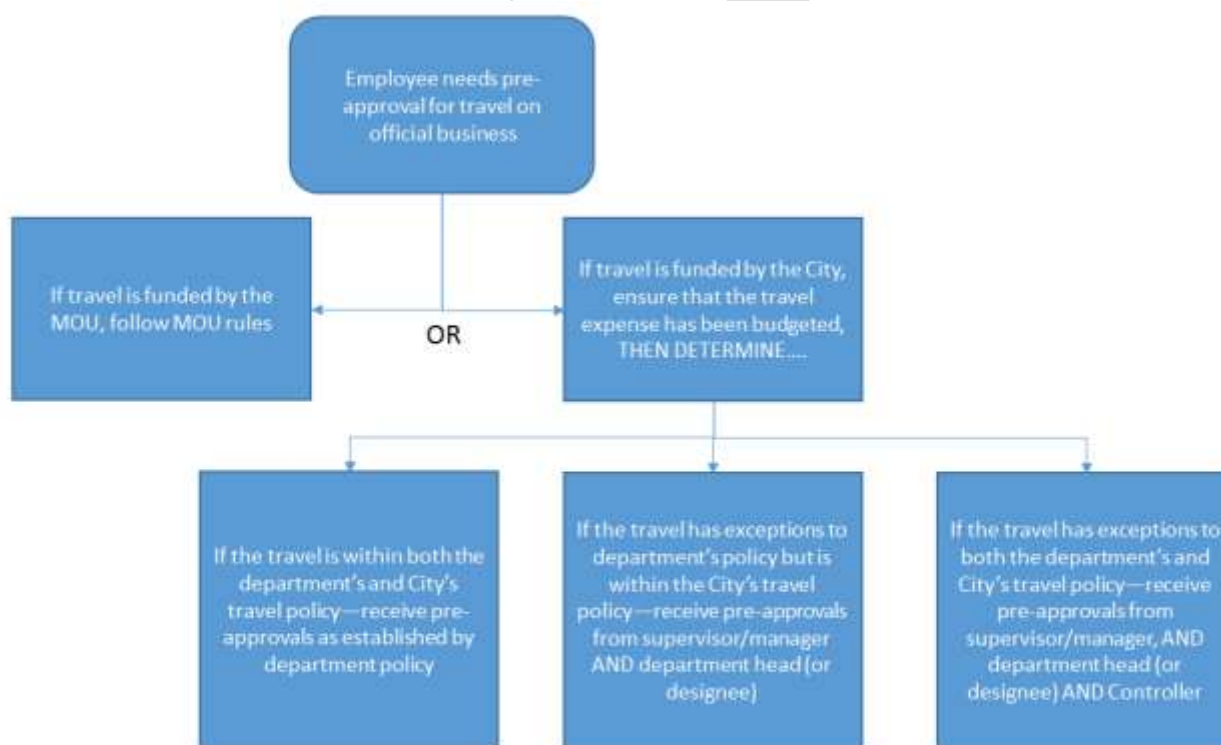 Employee needs pre-
approval for travel on
official business
If travel is funded by the
MOU, follow MOU rules
OR
If travel is funded by the City,
ensure that the travel
expense has been budgeted,
THEN DETERMINE....
If the travel is within both the
department's and City's
travel policy—receive pre-
approvals as established by
department policy
If the travel has exceptions to
department's policy but is
within the City's travel
policy—receive pre-approvals
from supervisor/manager
AND department head (or
designee)
If the travel has exceptions to
both the department's and
City's travel policy—receive
pre-approvals from
supervisor/manager, AND
department head (or
designee) AND Controller